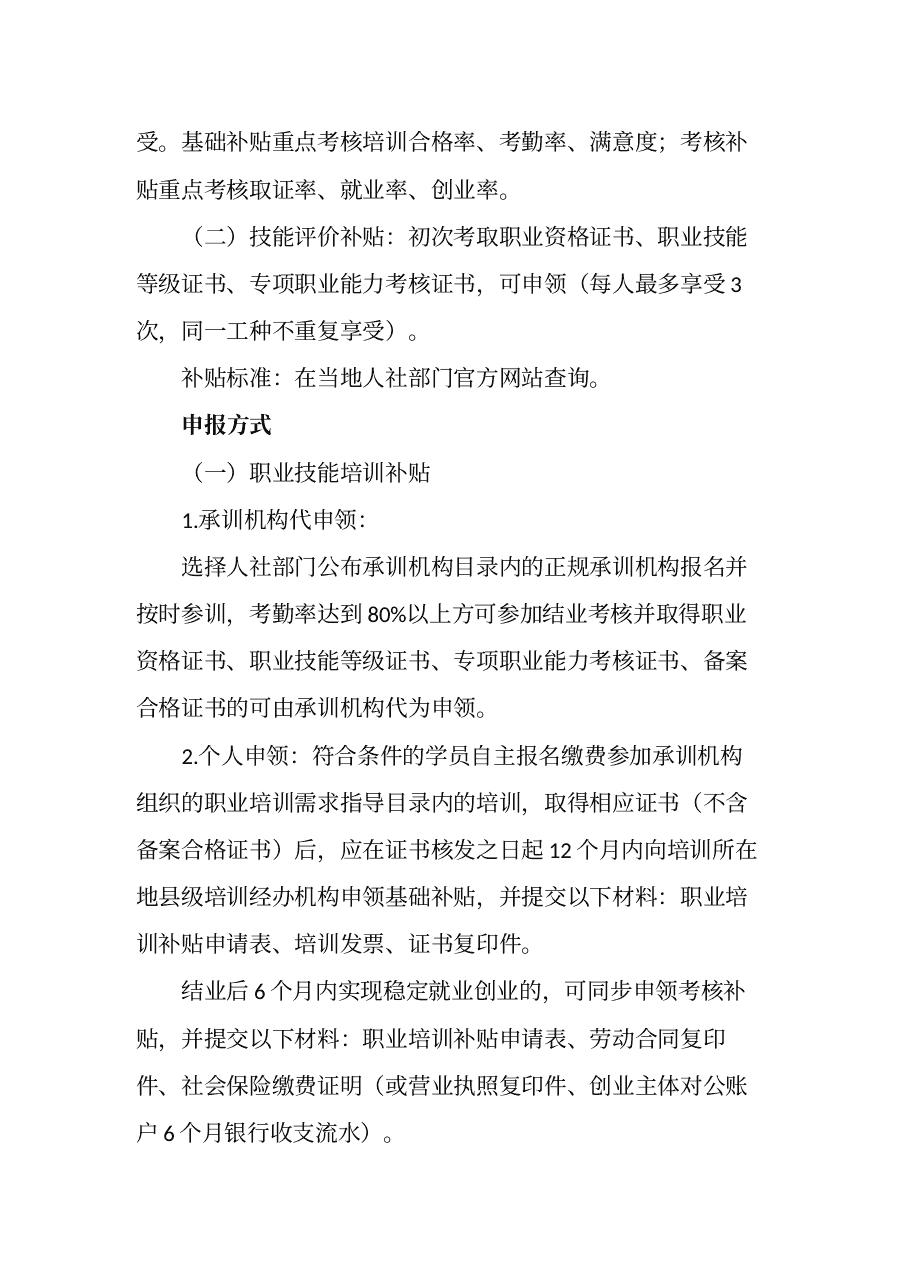 受。基础补贴重点考核培训合格率、考勤率、满意度；考核补
贴重点考核取证率、就业率、创业率。
（二）技能评价补贴：初次考取职业资格证书、职业技能
等级证书、专项职业能力考核证书，可申领（每人最多享受 3
次，同一工种不重复享受）。
补贴标准：在当地人社部门官方网站查询。
申报方式
（一）职业技能培训补贴
1.承训机构代申领：
选择人社部门公布承训机构目录内的正规承训机构报名并
按时参训，考勤率达到 80%以上方可参加结业考核并取得职业
资格证书、职业技能等级证书、专项职业能力考核证书、备案
合格证书的可由承训机构代为申领。
2.个人申领：符合条件的学员自主报名缴费参加承训机构
组织的职业培训需求指导目录内的培训，取得相应证书（不含
备案合格证书）后，应在证书核发之日起 12 个月内向培训所在
地县级培训经办机构申领基础补贴，并提交以下材料：职业培
训补贴申请表、培训发票、证书复印件。
结业后 6 个月内实现稳定就业创业的，可同步申领考核补
贴，并提交以下材料：职业培训补贴申请表、劳动合同复印
件、社会保险缴费证明（或营业执照复印件、创业主体对公账
户 6 个月银行收支流水）。